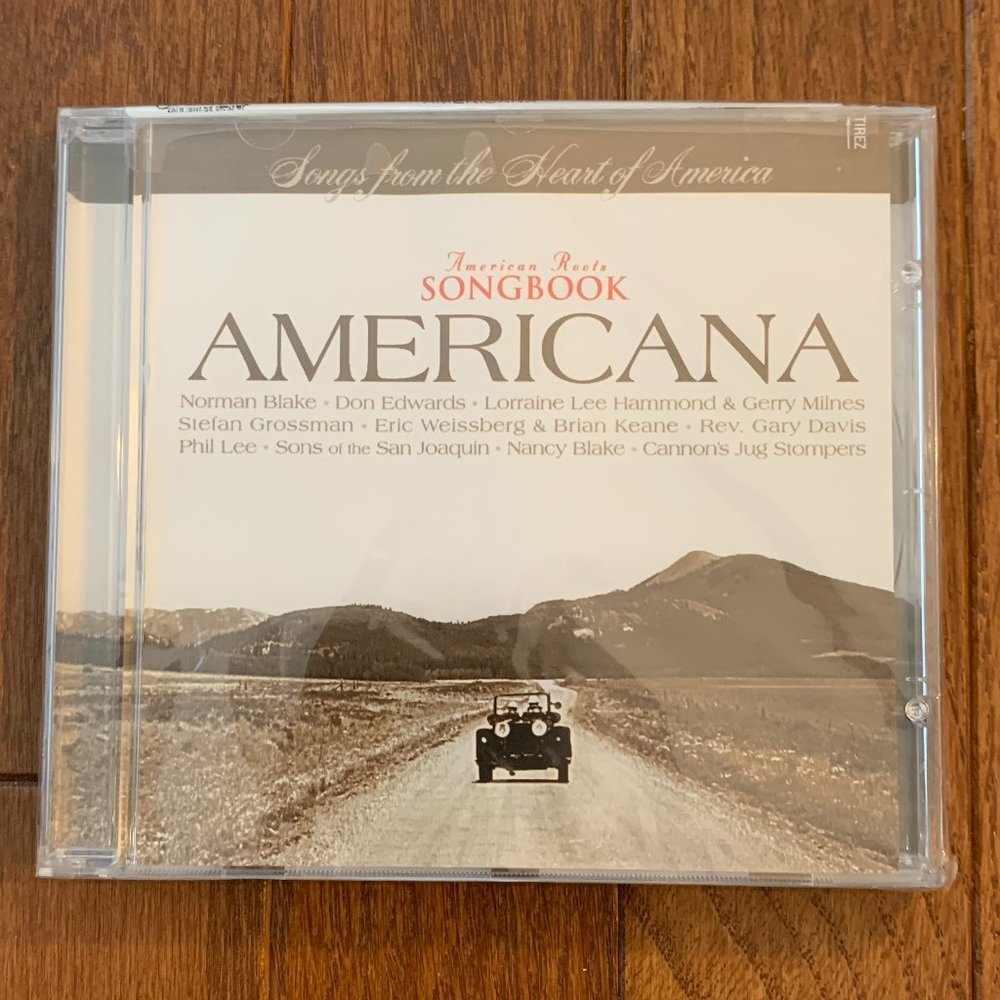 AMERICANA
TIREZ
Songs from the Heart of America
American Roots
SONGBOOK
AMERICANA
Norman Blake • Don Edwards • Lorraine Lee Hammond & Gerry Milnes
Stefan Grossman • Eric Weissberg & Brian Keane • Rev. Gary Davis
Phil Lee • Sons of the San Joaquin • Nancy Blake • Cannon's Jug Stompers